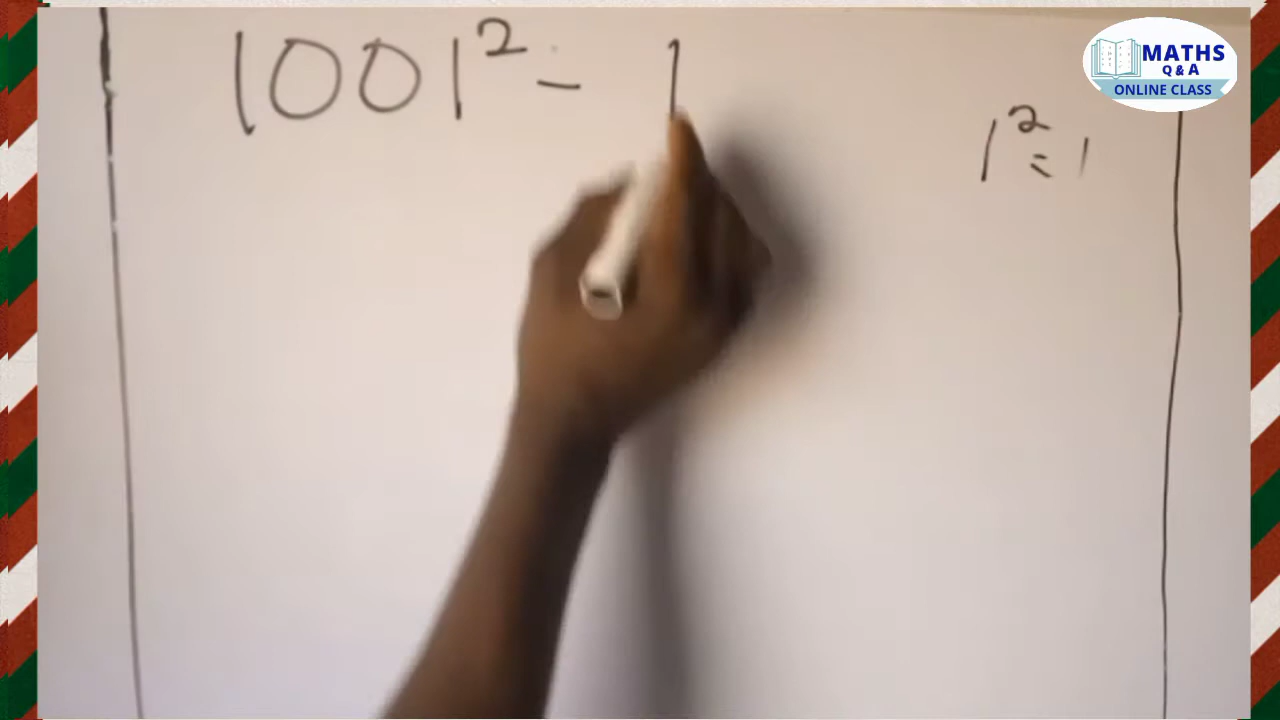 1001² - 1
1² = 1
MATHS
Q & A
ONLINE CLASS